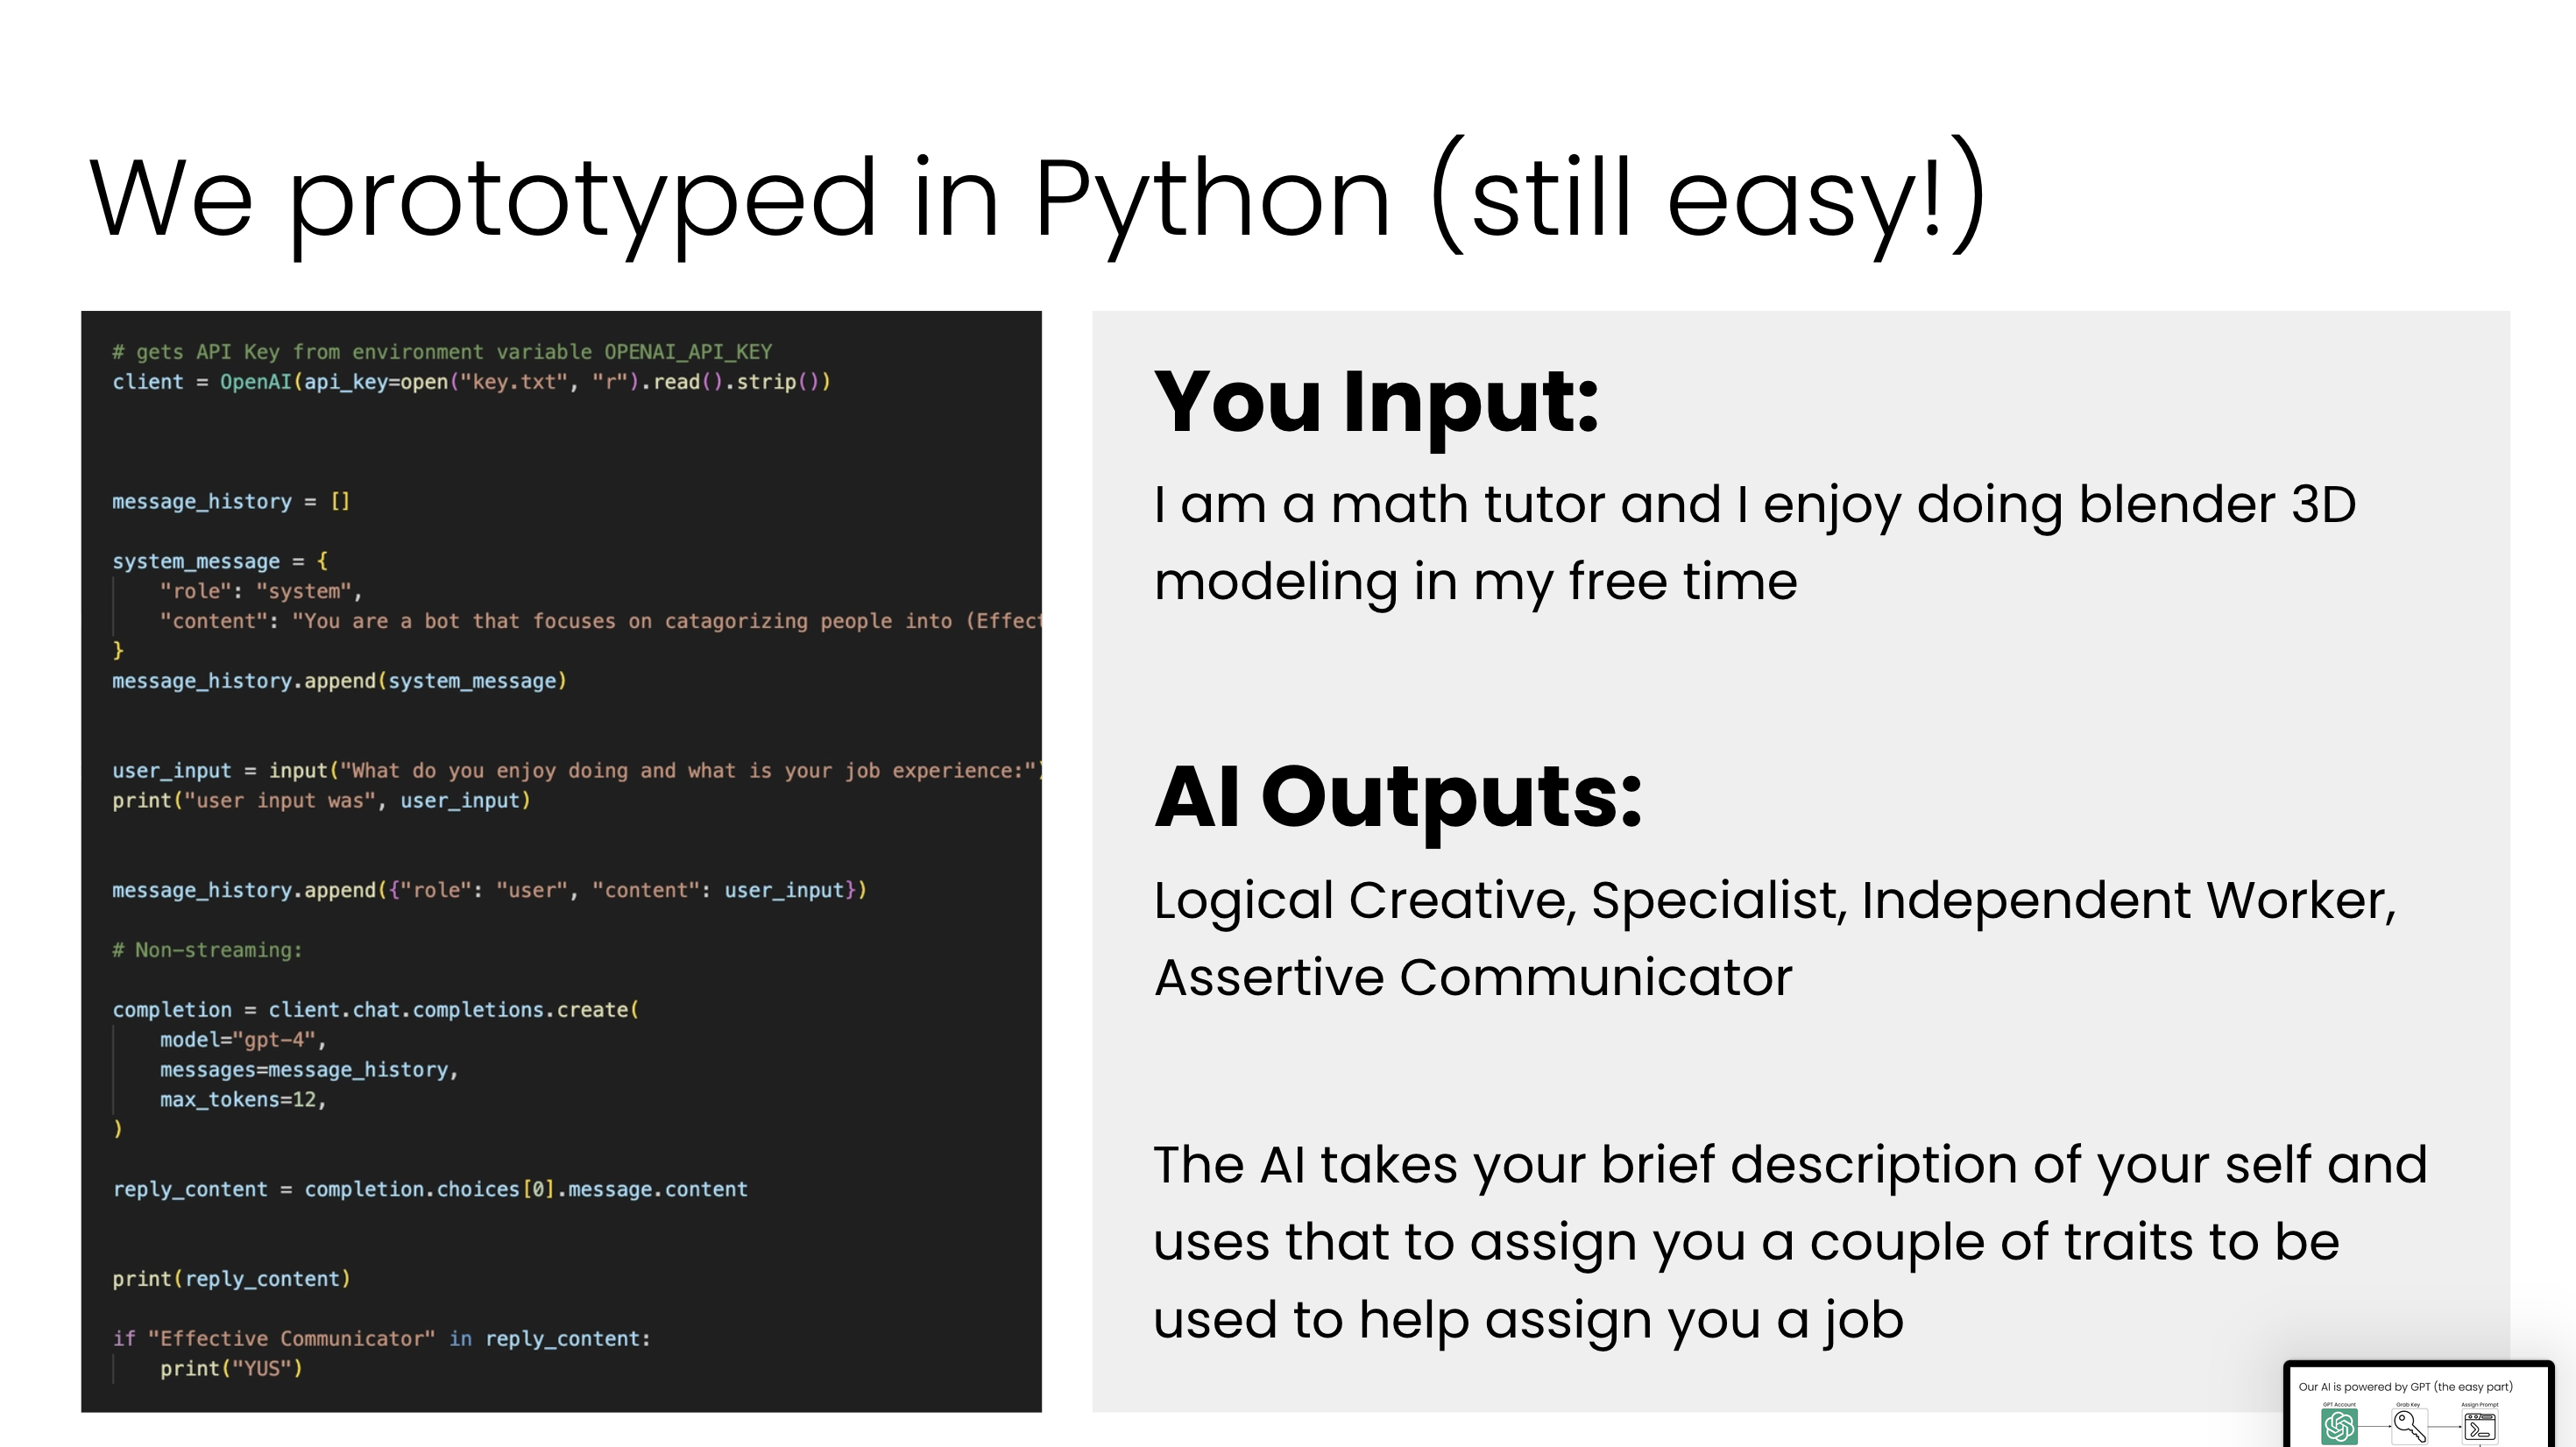 We prototyped in Python (still easy!)
# gets API Key from environment variable OPENAI_API_KEY
client = OpenAI(api_key=open("key.txt", "r").read().strip())
message_history = []
system_message = {
"role": "system",
"content": "You are a bot that focuses on catagorizing people into (Effect
}
message_history.append(system_message)
user_input = input("What do you enjoy doing and what is your job experience:")
print("user input was", user_input)
message_history.append({"role": "user", "content": user_input})
# Non-streaming:
completion = client.chat.completions.create(
model="gpt-4",
messages=message_history,
max_tokens=12,
)
reply_content = completion.choices[0].message.content
print(reply_content)
if "Effective Communicator" in reply_content:
print("YUS")
You Input:
I am a math tutor and I enjoy doing blender 3D
modeling in my free time
AI Outputs:
Logical Creative, Specialist, Independent Worker,
Assertive Communicator
The AI takes your brief description of your self and
uses that to assign you a couple of traits to be
used to help assign you a job
Our AI is powered by GPT (the easy part)
GPT Account
Grab Key
Assign Prompt